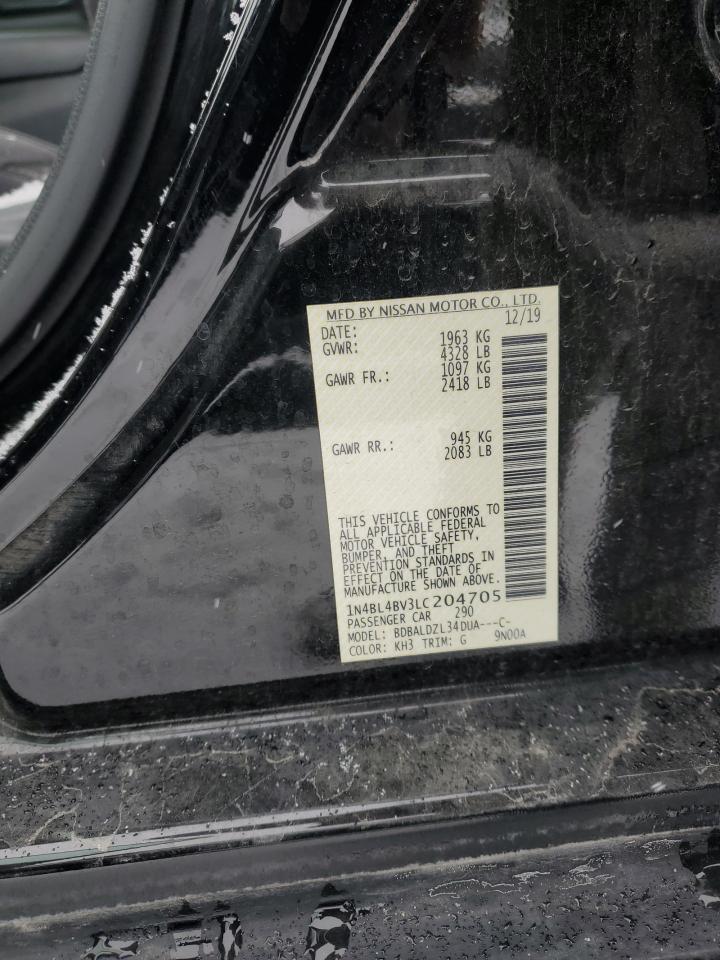 MFD BY NISSAN MOTOR CO., LTD.
DATE: 12/19
GVWR: 1963 KG
4328 LB
GAWR FR.: 1097 KG
2418 LB
GAWR RR.: 945 KG
2083 LB
THIS VEHICLE CONFORMS TO
ALL APPLICABLE FEDERAL
MOTOR VEHICLE SAFETY,
BUMPER, AND THEFT
PREVENTION STANDARDS IN
EFFECT ON THE DATE OF
MANUFACTURE SHOWN ABOVE.
1N4BL4BV3LC204705
PASSENGER CAR 290
MODEL: BDBALDZL34DUA---C-
COLOR: KH3 TRIM: G 9N00A